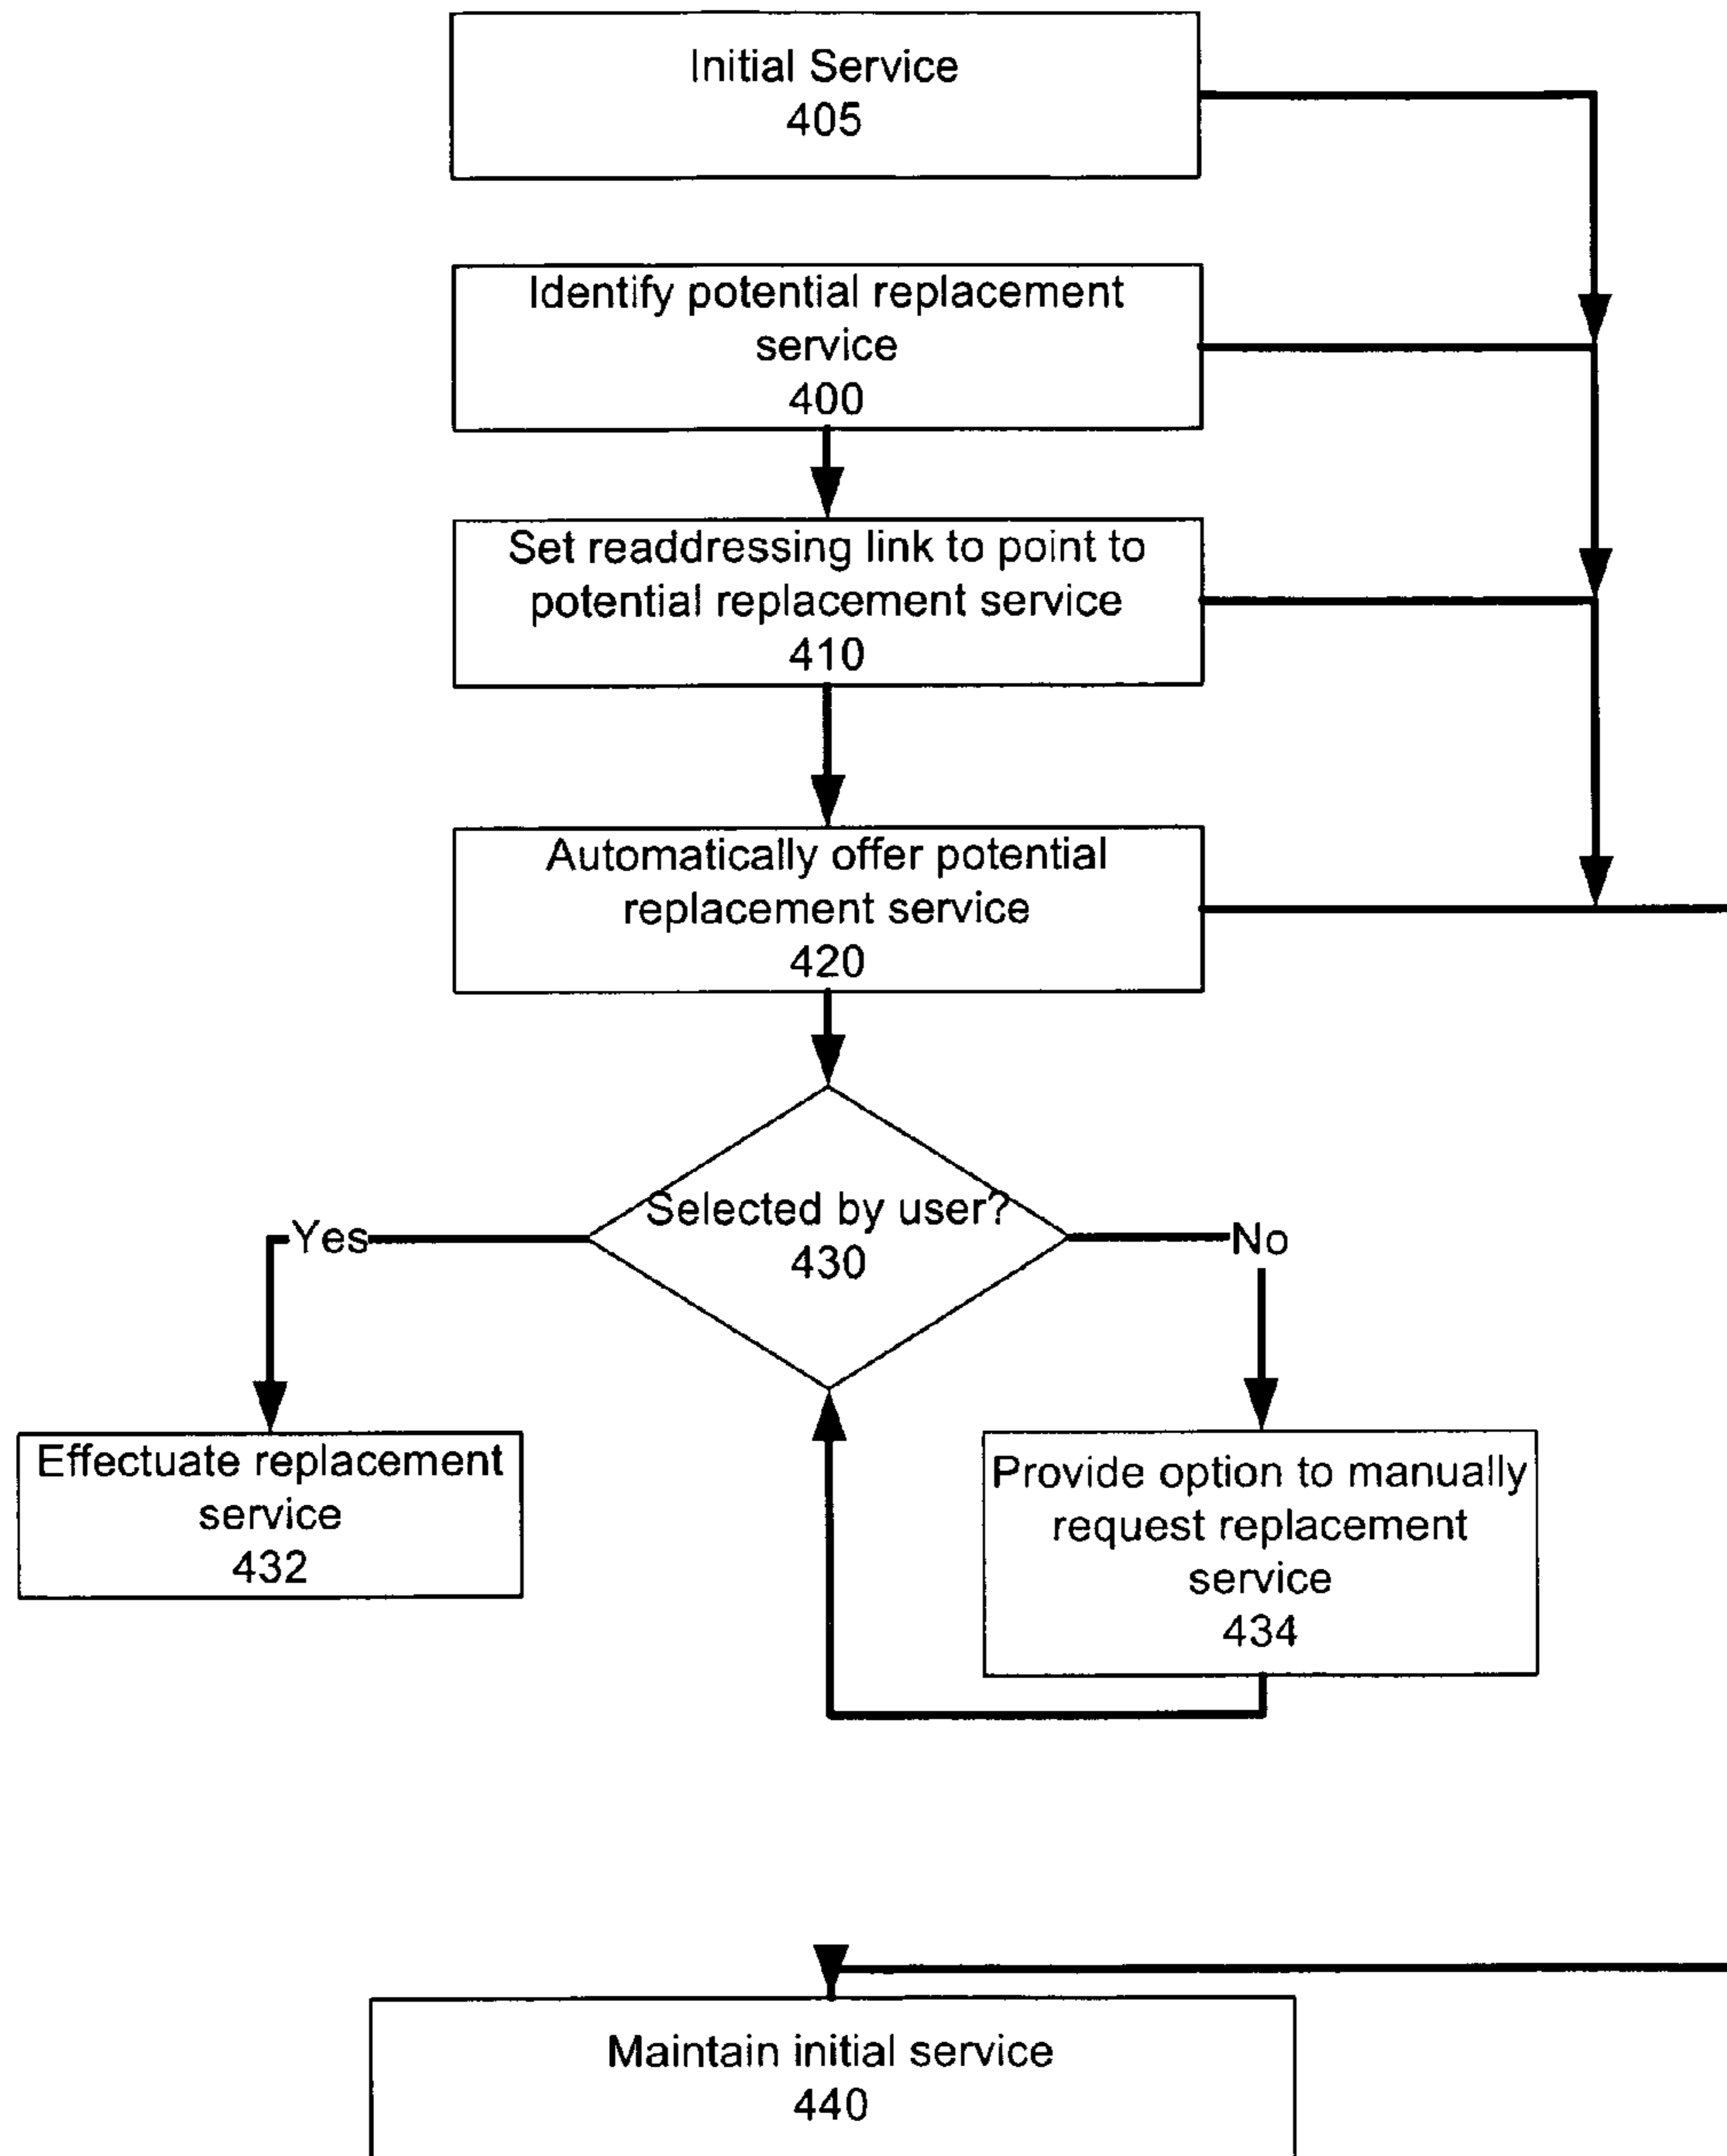 Initial Service
405
Identify potential replacement
service
400
Set readdressing link to point to
potential replacement service
410
Automatically offer potential
replacement service
420
Selected by user?
430
Yes
No
Effectuate replacement
service
432
Provide option to manually
request replacement
service
434
Maintain initial service
440